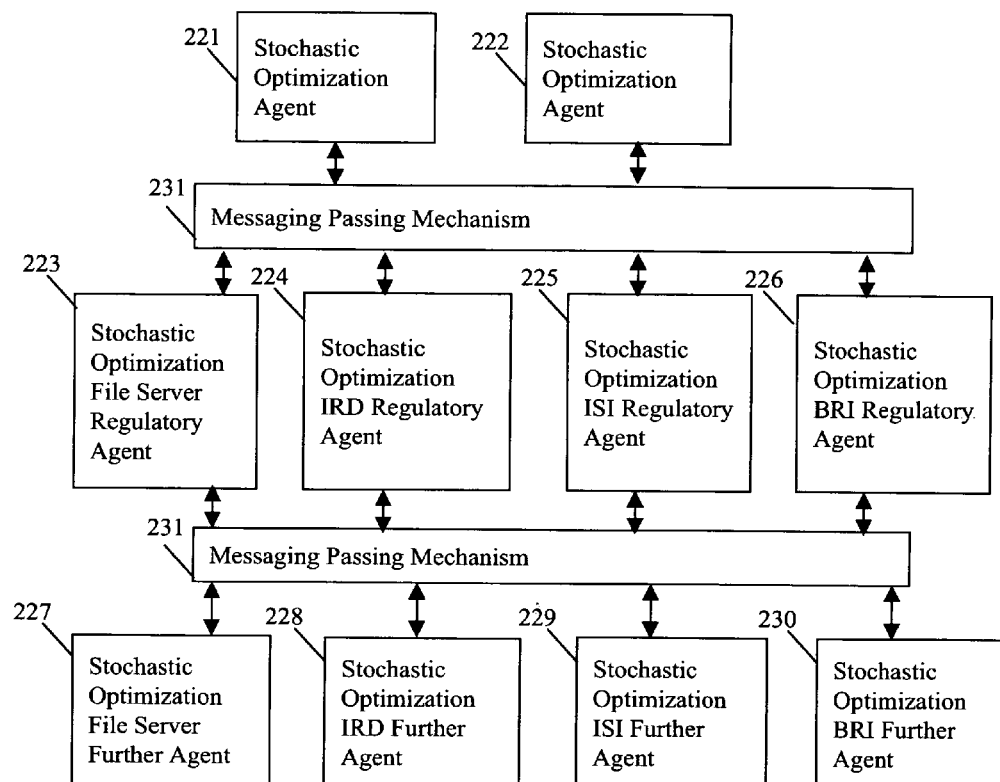 221
Stochastic
Optimization
Agent
222
Stochastic
Optimization
Agent
231
Messaging Passing Mechanism
223
Stochastic
Optimization
File Server
Regulatory
Agent
224
Stochastic
Optimization
IRD Regulatory
Agent
225
Stochastic
Optimization
ISI Regulatory
Agent
226
Stochastic
Optimization
BRI Regulatory
Agent
231
Messaging Passing Mechanism
227
Stochastic
Optimization
File Server
Further Agent
228
Stochastic
Optimization
IRD Further
Agent
229
Stochastic
Optimization
ISI Further
Agent
230
Stochastic
Optimization
BRI Further
Agent